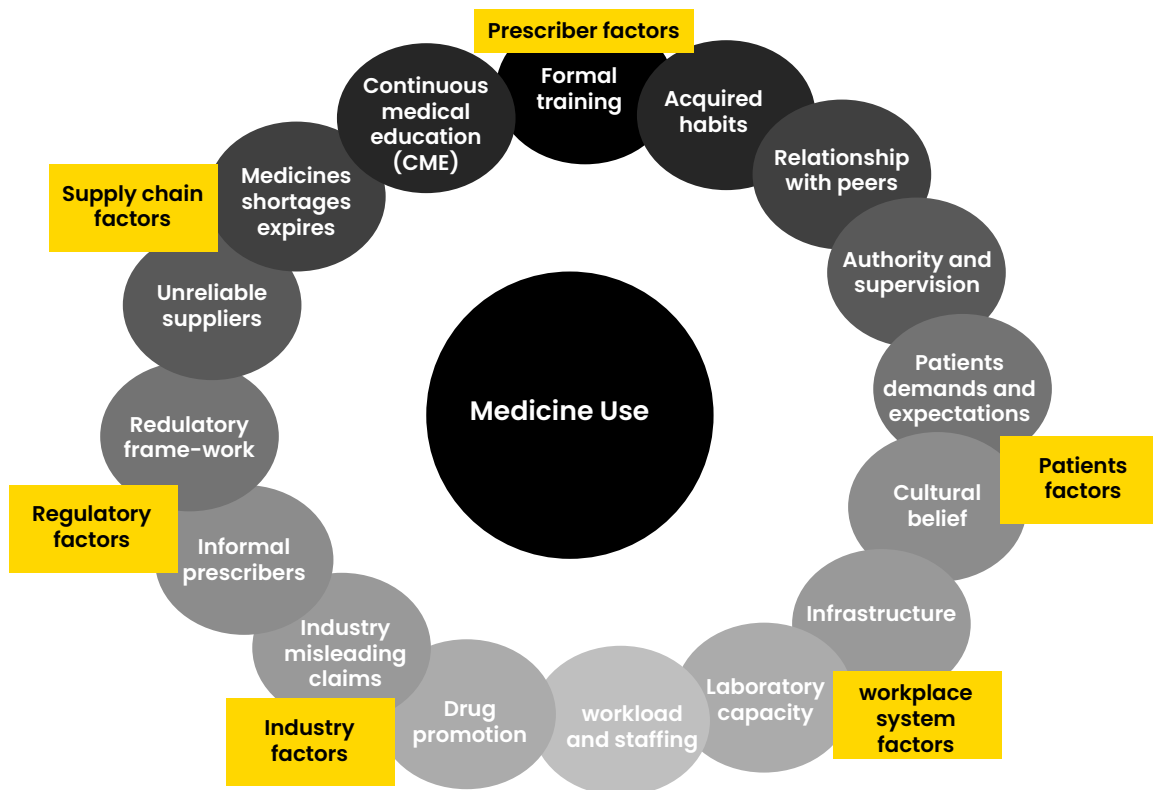 Prescriber factors
Formal
training
Acquired
habits
Relationship
with peers
Authority and
supervision
Patients
demands and
expectations
Patients
factors
Cultural
belief
Infrastructure
workplace
system
factors
Laboratory
capacity
workload
and staffing
Drug
promotion
Industry
factors
Industry
misleading
claims
Informal
prescribers
Regulatory
factors
Redulatory
frame-work
Unreliable
suppliers
Supply chain
factors
Medicines
shortages
expires
Continuous
medical
education
(CME)
Medicine Use